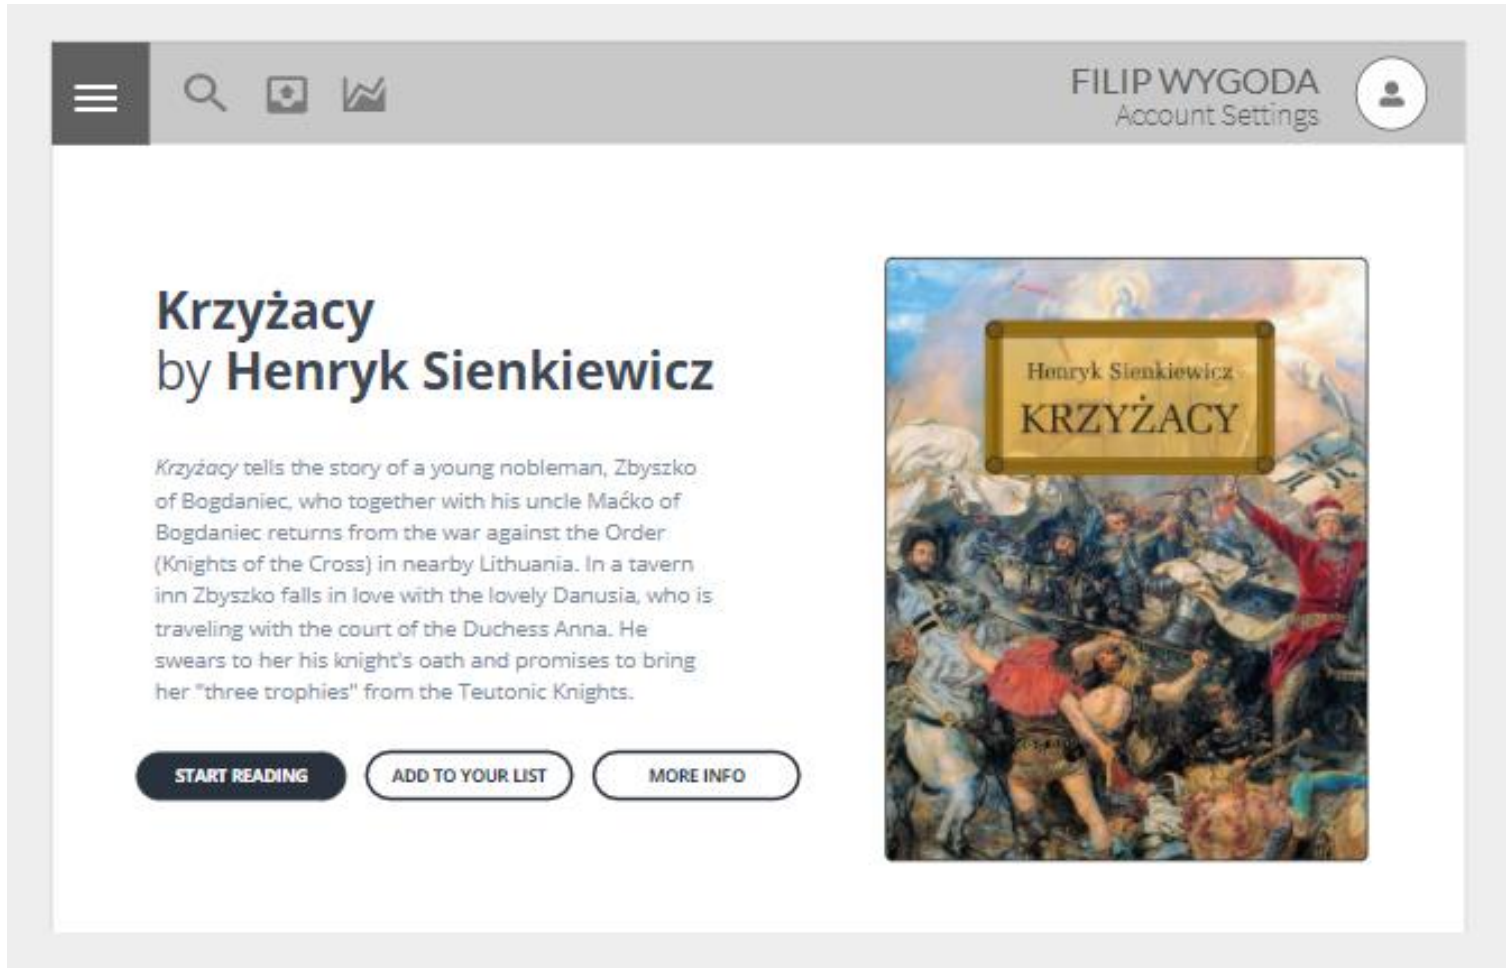 FILIP WYGODA
Account Settings
Krzyżacy
by Henryk Sienkiewicz
Krzyżacy tells the story of a young nobleman, Zbyszko
of Bogdaniec, who together with his uncle Maćko of
Bogdaniec returns from the war against the Order
(Knights of the Cross) in nearby Lithuania. In a tavern
inn Zbyszko falls in love with the lovely Danusia, who is
traveling with the court of the Duchess Anna. He
swears to her his knight's oath and promises to bring
her "three trophies" from the Teutonic Knights.
START READING
ADD TO YOUR LIST
MORE INFO
Henryk Sienkiewicz
KRZYŻACY